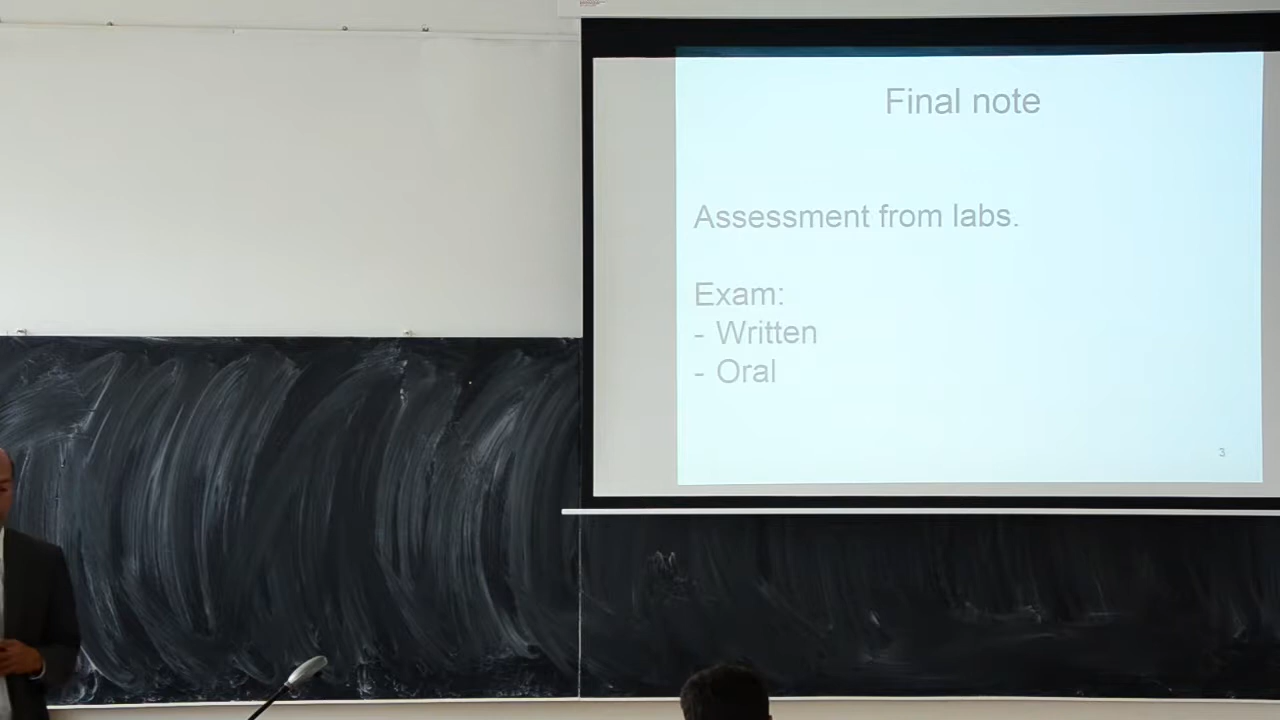 Final note
Assessment from labs.
Exam:
- Written
- Oral
3